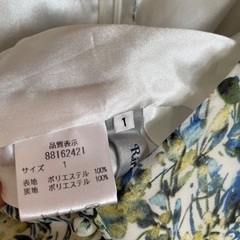 品質表示
88162421
サイズ 1
表地 ポリエステル 100%
裏地 ポリエステル 100%
1